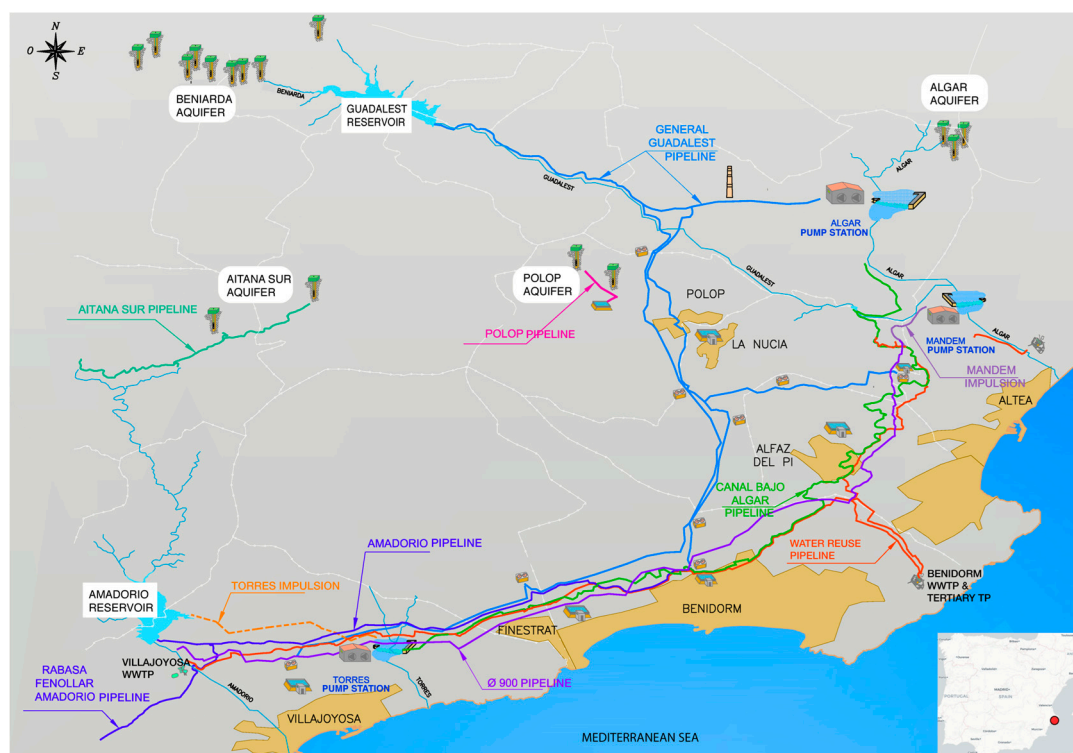 N
O E
S
BENIARDA
AQUIFER
BENIARDA
GUADALEST
RESERVOIR
GENERAL
GUADALEST
PIPELINE
GUADALEST
ALGAR
AQUIFER
ALGAR
ALGAR
PUMP STATION
AITANA SUR
AQUIFER
AITANA SUR PIPELINE
POLOP
AQUIFER
POLOP PIPELINE
POLOP
LA NUCIA
GUADALEST
ALGAR
ALGAR
MANDEM
PUMP STATION
MANDEM
IMPULSION
ALTEA
ALFAZ
DEL PI
CANAL BAJO
ALGAR
PIPELINE
WATER REUSE
PIPELINE
BENIDORM
WWTP &
TERTIARY TP
AMADORIO PIPELINE
TORRES IMPULSION
AMADORIO
RESERVOIR
BENIDORM
FINESTRAT
RABASA
FENOLLAR
AMADORIO PIPELINE
VILLAJOYOSA
WWTP
AMADORIO
TORRES
PUMP STATION
TORRES
Ø 900 PIPELINE
VILLAJOYOSA
MEDITERRANEAN SEA
PORTUGAL
MADRID
SPAIN